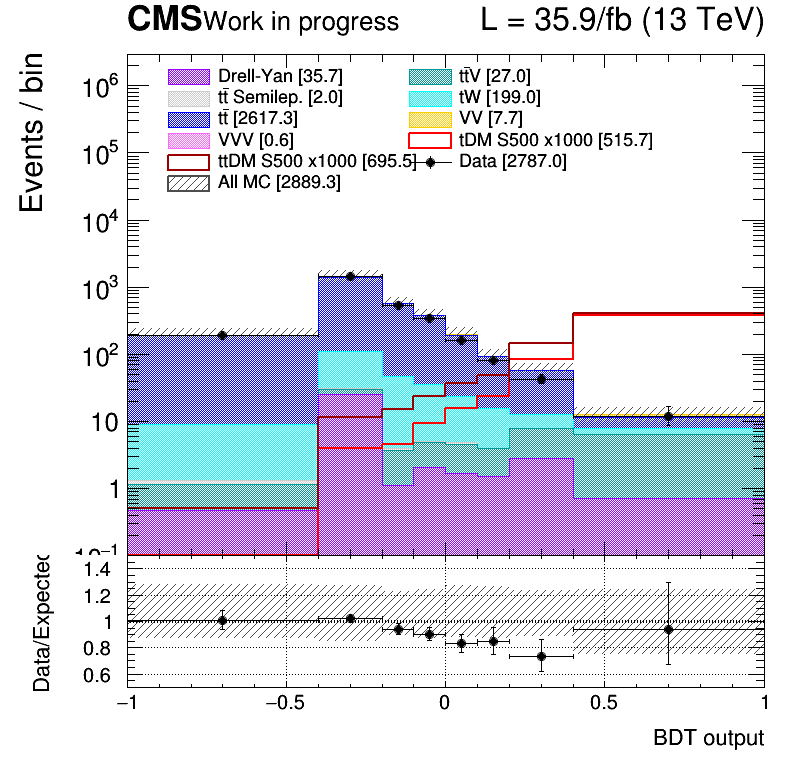 CMS Work in progress L = 35.9/fb (13 TeV)
Events / bin
Drell-Yan [35.7] tt̄V [27.0]
tt̄ Semilep. [2.0] tW [199.0]
tt̄ [2617.3] VV [7.7]
VVV [0.6] tDM S500 x1000 [515.7]
ttDM S500 x1000 [695.5] Data [2787.0]
All MC [2889.3]
10⁶
10⁵
10⁴
10³
10²
10
1
10⁻¹
Data/Expected
1.4
1.2
1
0.8
0.6
−1 −0.5 0 0.5 1
BDT output